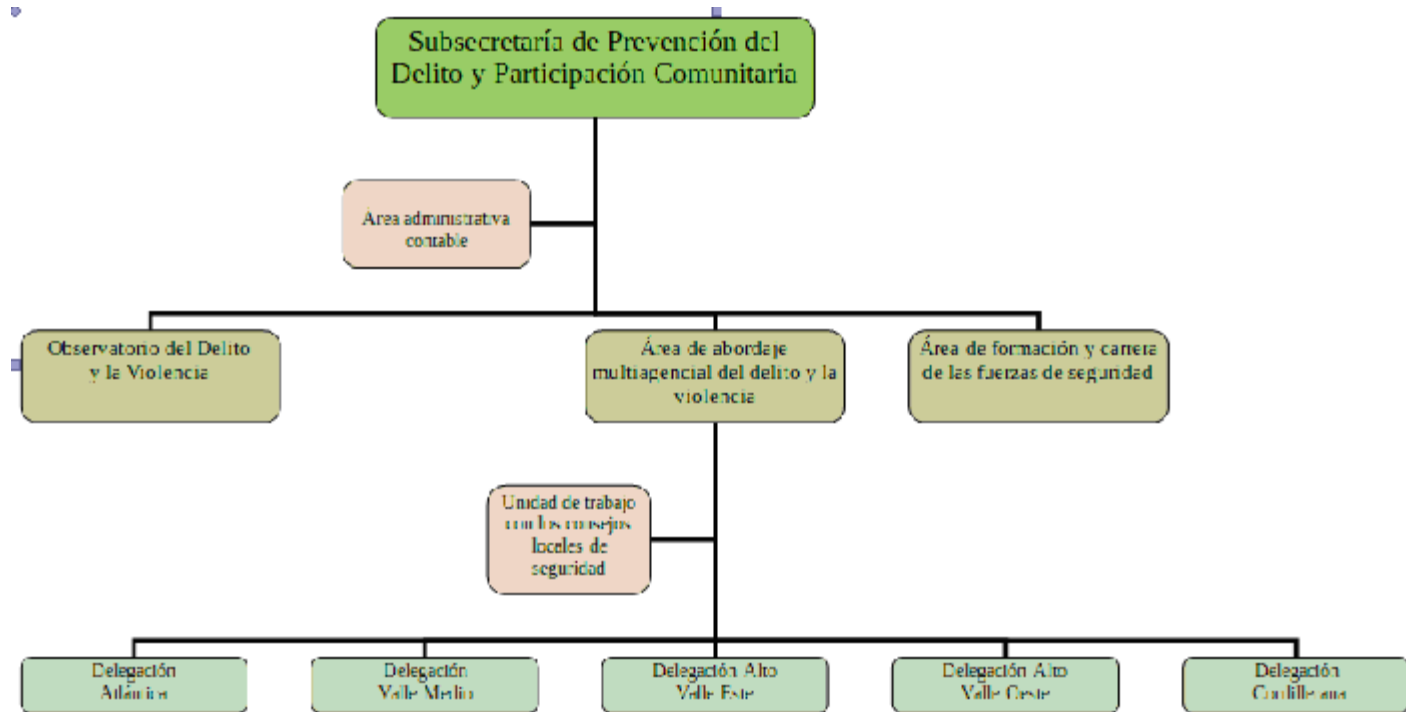 Subsecretaría de Prevención del
Delito y Participación Comunitaria
Área administrativa
contable
Observatorio del Delito
y la Violencia
Área de abordaje
multiagencial del delito y la
violencia
Área de formación y carrera
de las fuerzas de seguridad
Unidad de trabajo
con los consejos
locales de
seguridad
Delegación
Atlántica
Delegación
Valle Medio
Delegación Alto
Valle Este
Delegación Alto
Valle Oeste
Delegación
Cordillerana